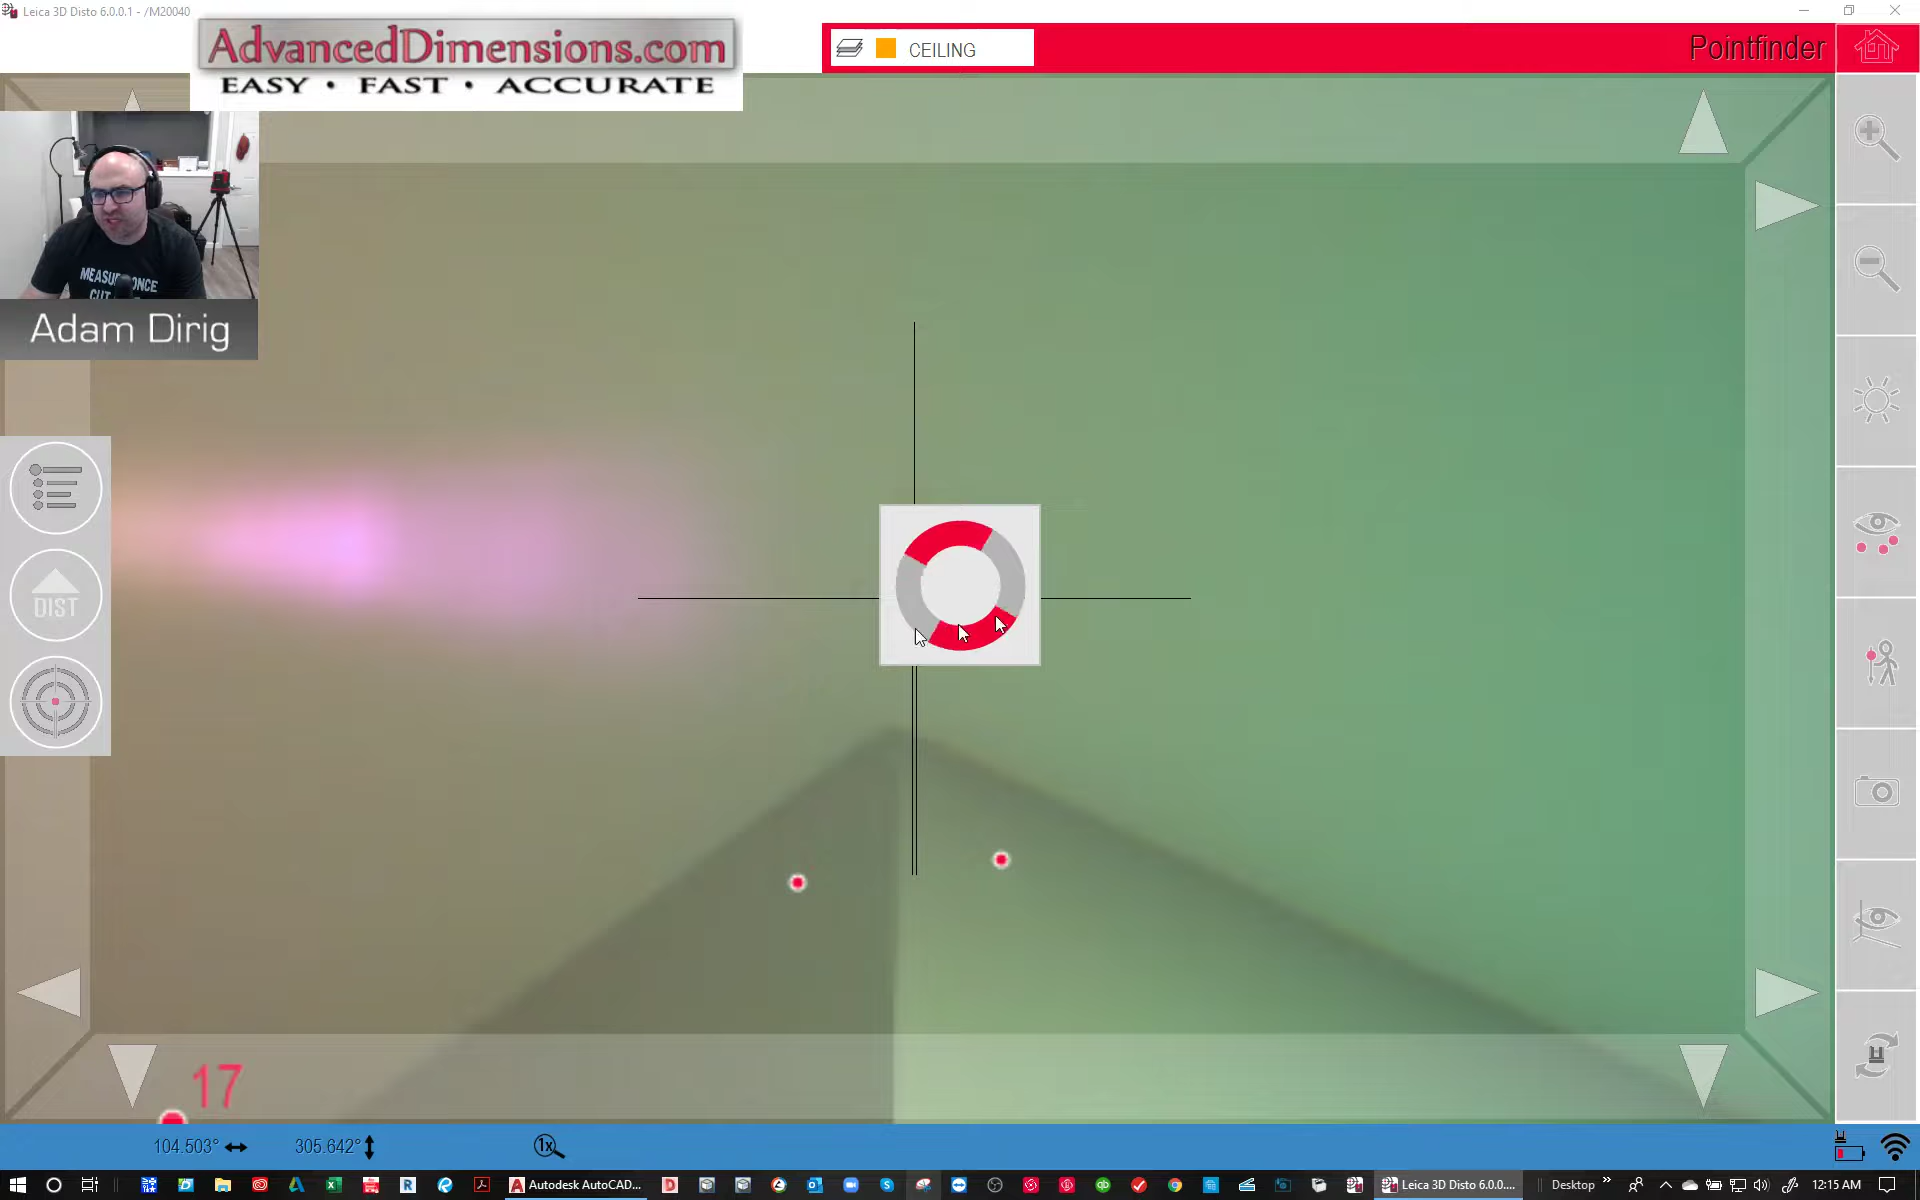 Leica 3D Disto 6.0.0.1 - /M20040
AdvancedDimensions.com
EASY • FAST • ACCURATE
CEILING
Pointfinder
MEASURE ONCE
CUT
Adam Dirig
DIST
17
104.503°
305.642°
1x
Autodesk AutoCAD...
Leica 3D Disto 6.0.0....
Desktop
12:15 AM